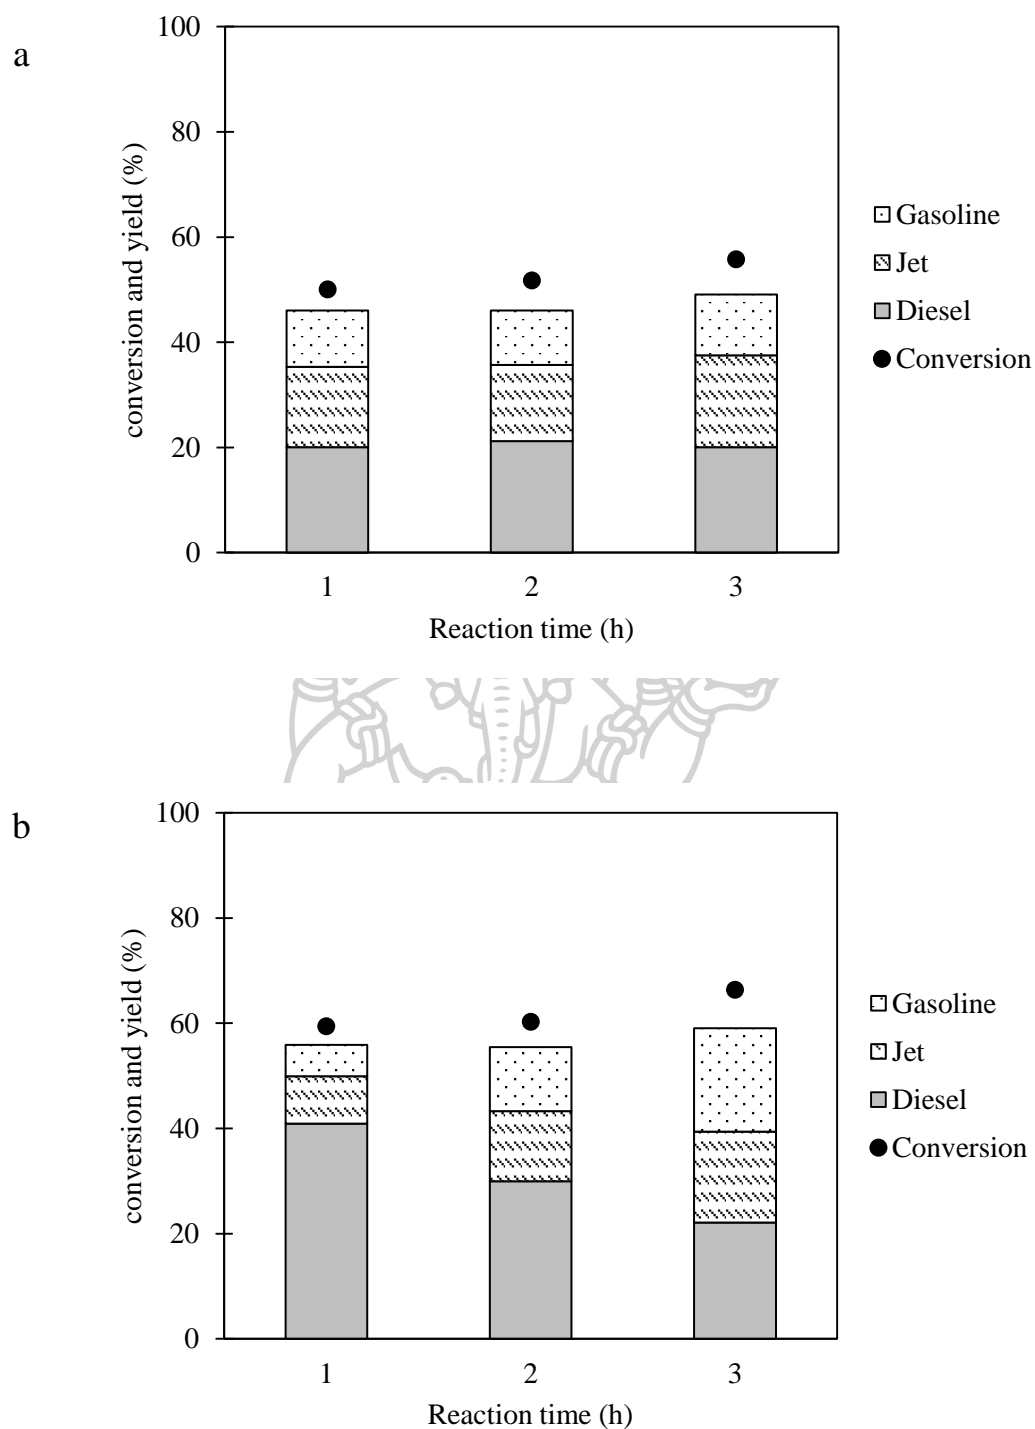 a
100
80
60
40
20
0
conversion and yield (%)
1 2 3
Reaction time (h)
Gasoline
Jet
Diesel
Conversion
b
100
80
60
40
20
0
conversion and yield (%)
1 2 3
Reaction time (h)
Gasoline
Jet
Diesel
Conversion